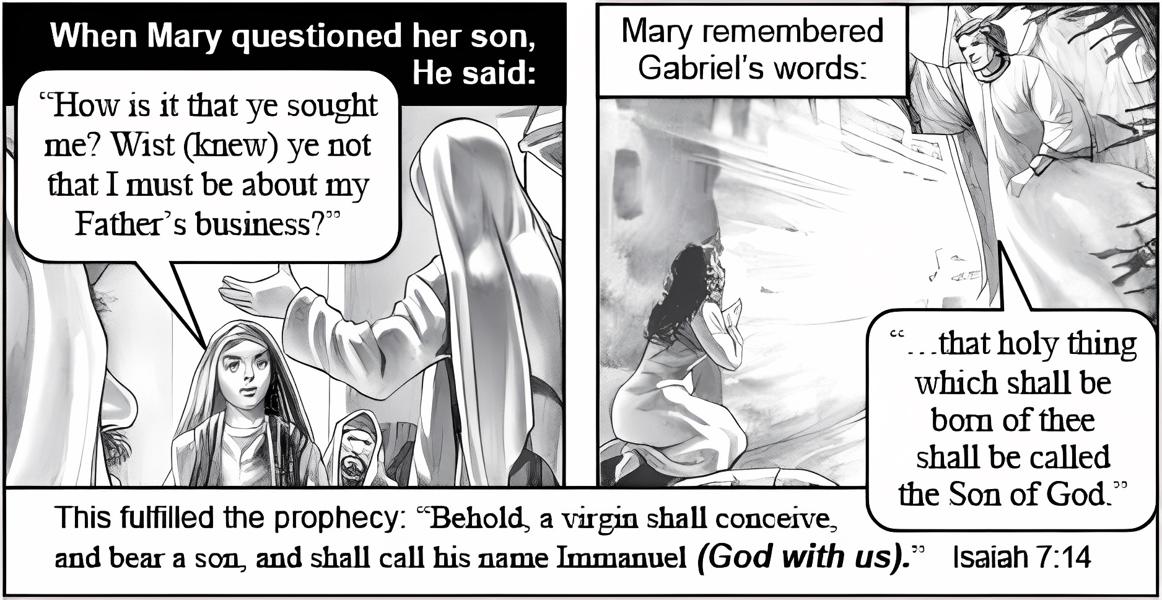 When Mary questioned her son,
He said:
“How is it that ye sought
me? Wist (knew) ye not
that I must be about my
Father’s business?”
Mary remembered
Gabriel’s words:
“...that holy thing
which shall be
born of thee
shall be called
the Son of God.”
This fulfilled the prophecy: “Behold, a virgin shall conceive,
and bear a son, and shall call his name Immanuel (God with us).” Isaiah 7:14